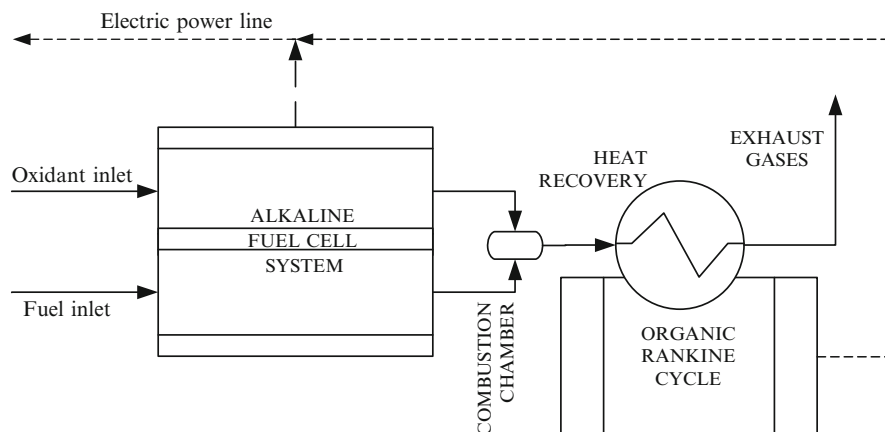 Electric power line
Oxidant inlet
Fuel inlet
ALKALINE
FUEL CELL
SYSTEM
COMBUSTION
CHAMBER
HEAT
RECOVERY
EXHAUST
GASES
ORGANIC
RANKINE
CYCLE